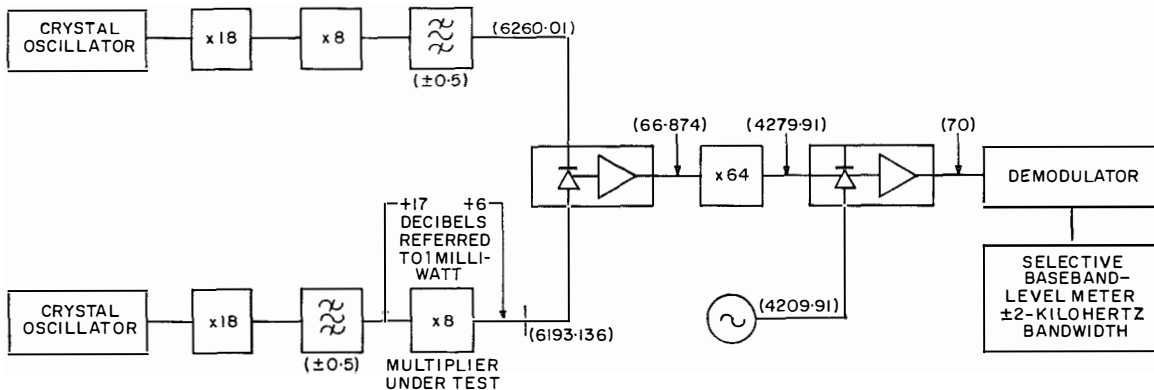 CRYSTAL
OSCILLATOR
x18
x8
(±0·5)
(6260·01)
(66·874)
(4279·91)
(70)
x64
DEMODULATOR
+17 +6
DECIBELS
REFERRED
TO 1 MILLI-
WATT
CRYSTAL
OSCILLATOR
x18
(±0·5)
x8
MULTIPLIER
UNDER TEST
(6193·136)
(4209·91)
SELECTIVE
BASEBAND-
LEVEL METER
±2-KILOHERTZ
BANDWIDTH